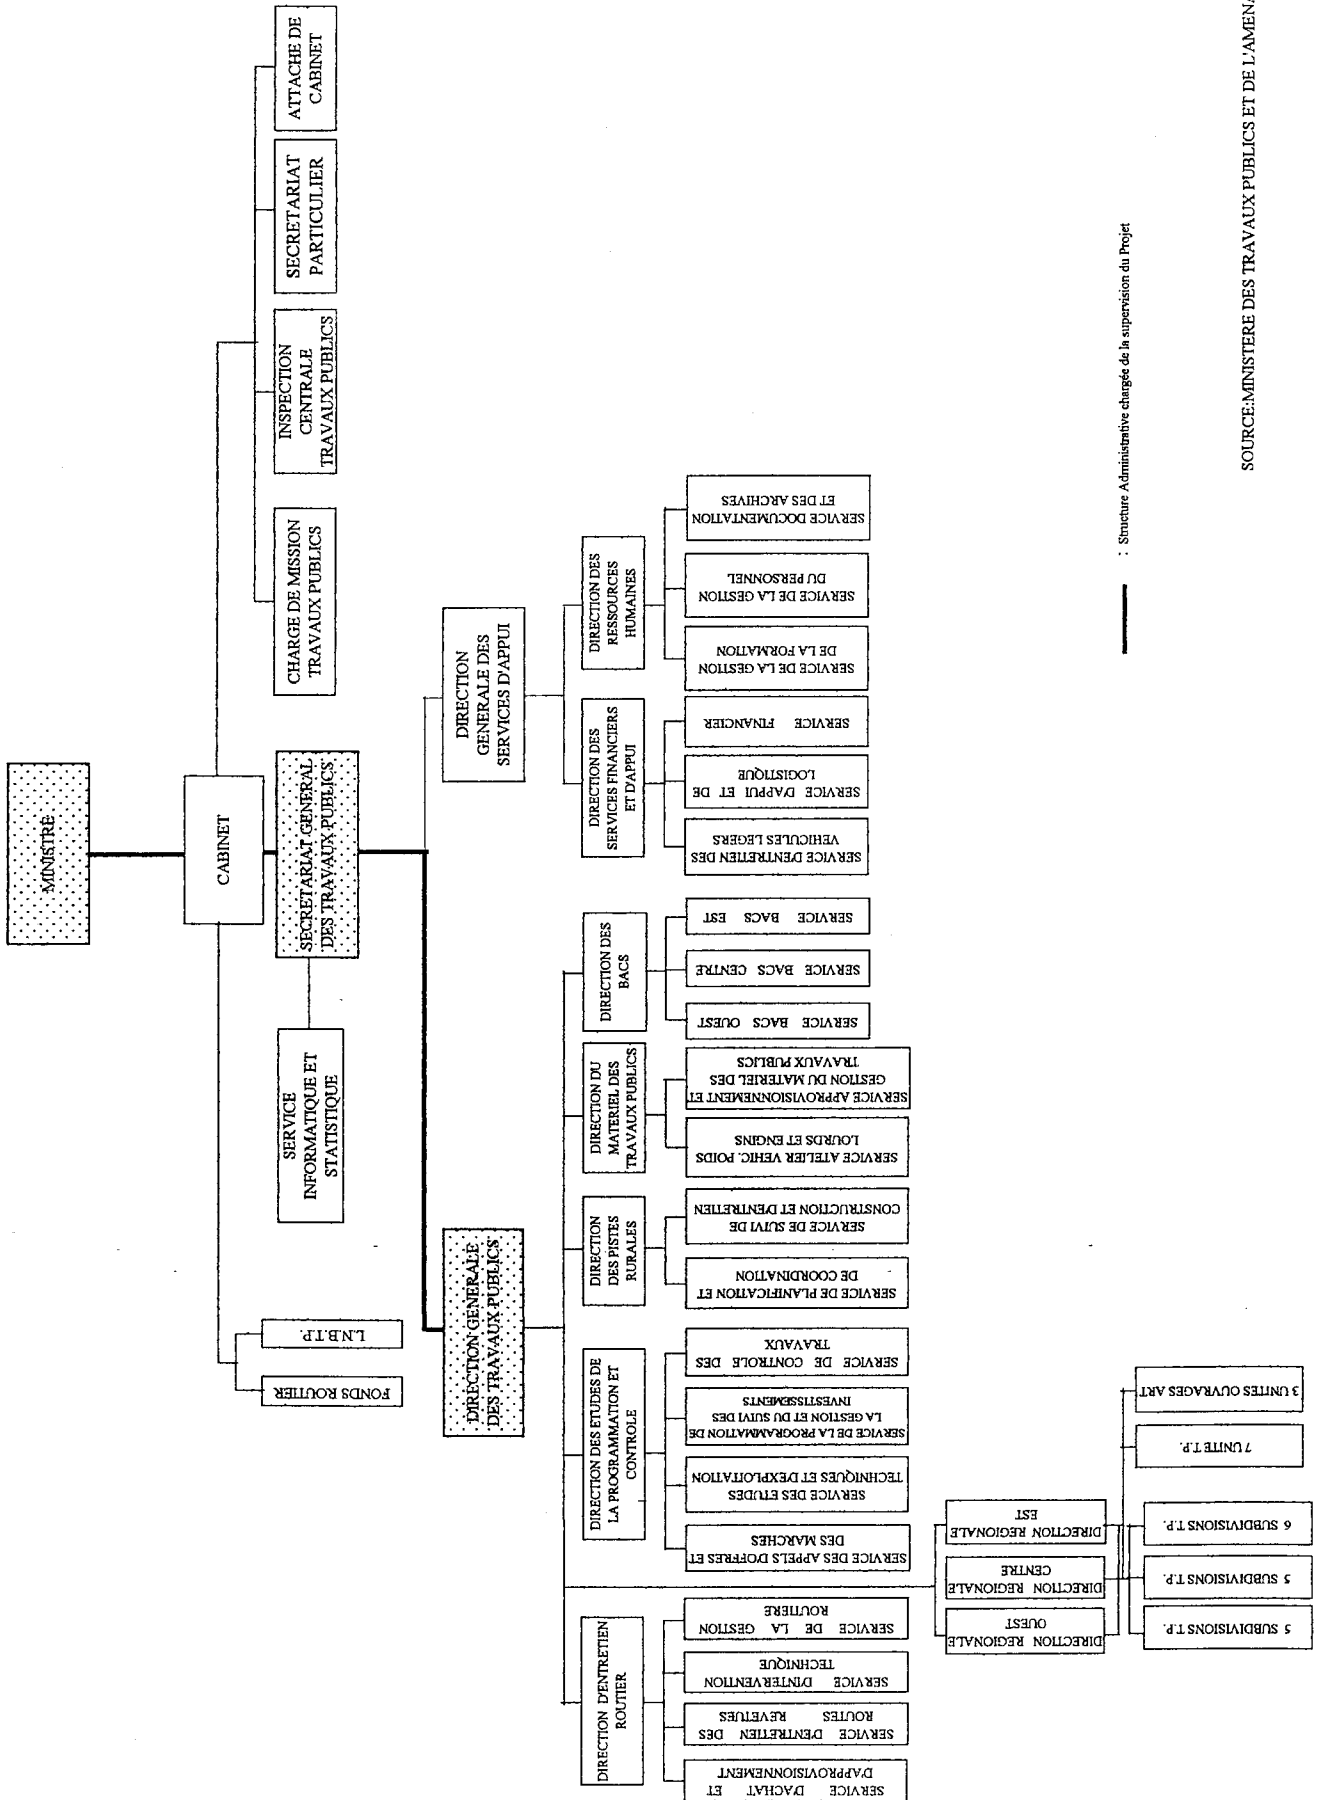 MINISTRE
CABINET
FONDS ROUTIER
L.N.B.T.P.
CHARGE DE MISSION
TRAVAUX PUBLICS
INSPECTION
CENTRALE
TRAVAUX PUBLICS
SECRETARIAT
PARTICULIER
ATTACHE DE
CABINET
SERVICE
INFORMATIQUE ET
STATISTIQUE
SECRETARIAT GENERAL
DES TRAVAUX PUBLICS
DIRECTION GENERALE
DES TRAVAUX PUBLICS
DIRECTION
GENERALE DES
SERVICES D'APPUI
DIRECTION D'ENTRETIEN
ROUTIER
DIRECTION DES ETUDES DE
LA PROGRAMMATION ET
CONTROLE
DIRECTION
DES PISTES
RURALES
DIRECTION DU
MATERIEL DES
TRAVAUX PUBLICS
DIRECTION DES
BACS
DIRECTION DES
SERVICES FINANCIERS
ET D'APPUI
DIRECTION DES
RESSOURCES
HUMAINES
SERVICE D'ACHAT ET
D'APPROVISIONNEMENT
SERVICE D'ENTRETIEN DES
ROUTES REVETUES
SERVICE D'INTERVENTION
TECHNIQUE
SERVICE DE LA GESTION
ROUTIERE
SERVICE DES APPELS D'OFFRES ET
DES MARCHES
SERVICE DES ETUDES
TECHNIQUES ET D'EXPLOITATION
SERVICE DE LA PROGRAMMATION DE
LA GESTION ET DU SUIVI DES
INVESTISSEMENTS
SERVICE DE CONTROLE DES
TRAVAUX
SERVICE DE PLANIFICATION ET
DE COORDINATION
SERVICE DE SUIVI DE
CONSTRUCTION ET D'ENTRETIEN
SERVICE ATELIER VEHIC. POIDS
LOURDS ET ENGINS
SERVICE APPROVISIONNEMENT ET
GESTION DU MATERIEL DES
TRAVAUX PUBLICS
SERVICE BACS OUEST
SERVICE BACS CENTRE
SERVICE BACS EST
SERVICE D'ENTRETIEN DES
VEHICULES LEGERS
SERVICE D'APPUI ET DE
LOGISTIQUE
SERVICE FINANCIER
SERVICE DE LA GESTION
DE LA FORMATION
SERVICE DE LA GESTION
DU PERSONNEL
SERVICE DOCUMENTATION
ET DES ARCHIVES
DIRECTION REGIONALE
OUEST
DIRECTION REGIONALE
CENTRE
DIRECTION REGIONALE
EST
5 SUBDIVISIONS T.P.
5 SUBDIVISIONS T.P.
6 SUBDIVISIONS T.P.
7 UNITE T.P.
3 UNITES OUVRAGES ART
: Structure Administrative chargée de la supervision du Projet
SOURCE:MINISTERE DES TRAVAUX PUBLICS ET DE L'AMENA